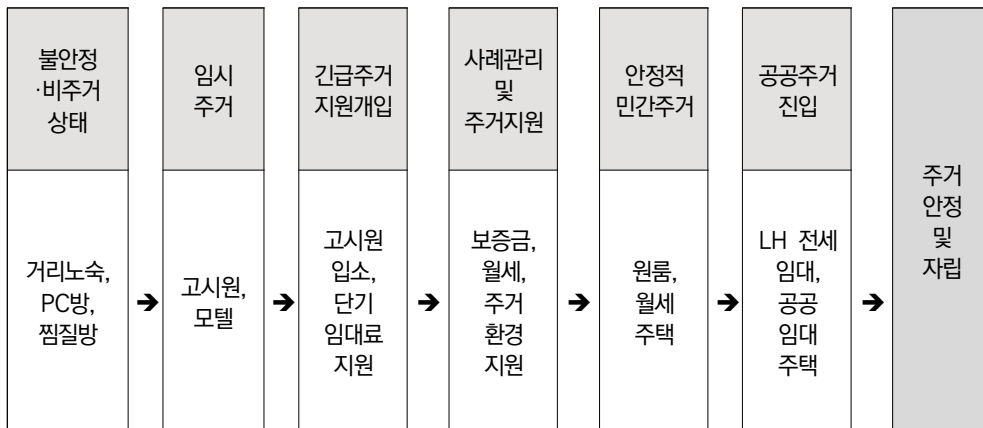 불안정
·비주거
상태
임시
주거
긴급주거
지원개입
사례관리
및
주거지원
안정적
민간주거
공공주거
진입
주거
안정
및
자립
거리노숙,
PC방,
찜질방
➔
고시원,
모텔
➔
고시원
입소,
단기
임대료
지원
➔
보증금,
월세,
주거
환경
지원
➔
원룸,
월세
주택
➔
LH 전세
임대,
공공
임대
주택
➔